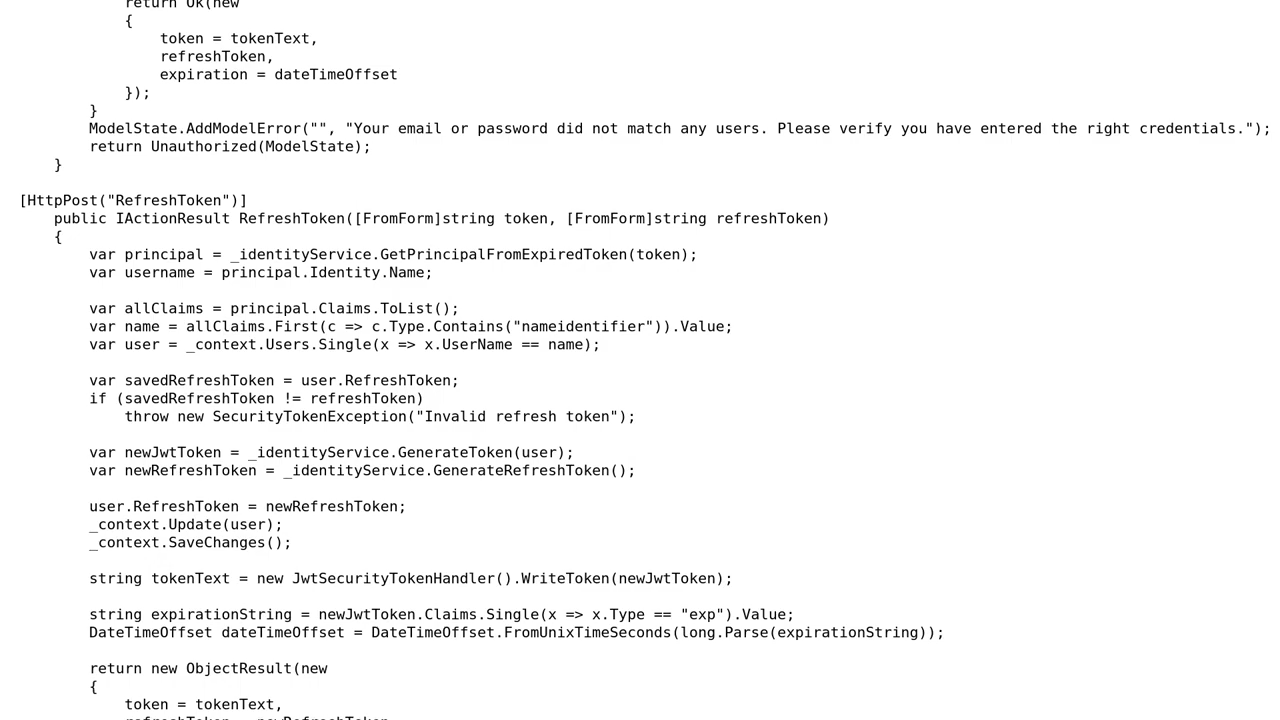 return Ok(new
{
token = tokenText,
refreshToken,
expiration = dateTimeOffset
});
}
ModelState.AddModelError("", "Your email or password did not match any users. Please verify you have entered the right credentials.");
return Unauthorized(ModelState);
}
[HttpPost("RefreshToken")]
public IActionResult RefreshToken([FromForm]string token, [FromForm]string refreshToken)
{
var principal = _identityService.GetPrincipalFromExpiredToken(token);
var username = principal.Identity.Name;
var allClaims = principal.Claims.ToList();
var name = allClaims.First(c => c.Type.Contains("nameidentifier")).Value;
var user = _context.Users.Single(x => x.UserName == name);
var savedRefreshToken = user.RefreshToken;
if (savedRefreshToken != refreshToken)
throw new SecurityTokenException("Invalid refresh token");
var newJwtToken = _identityService.GenerateToken(user);
var newRefreshToken = _identityService.GenerateRefreshToken();
user.RefreshToken = newRefreshToken;
_context.Update(user);
_context.SaveChanges();
string tokenText = new JwtSecurityTokenHandler().WriteToken(newJwtToken);
string expirationString = newJwtToken.Claims.Single(x => x.Type == "exp").Value;
DateTimeOffset dateTimeOffset = DateTimeOffset.FromUnixTimeSeconds(long.Parse(expirationString));
return new ObjectResult(new
{
token = tokenText,